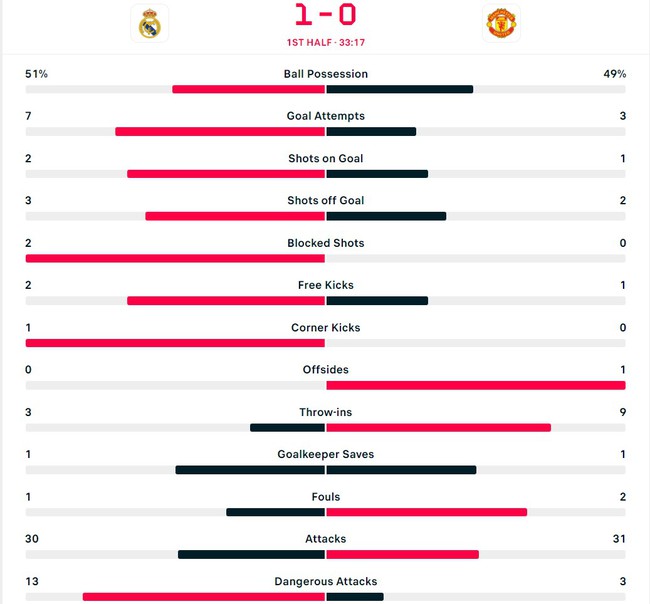 1-0
1ST HALF · 33:17
51% Ball Possession 49%
7 Goal Attempts 3
2 Shots on Goal 1
3 Shots off Goal 2
2 Blocked Shots 0
2 Free Kicks 1
1 Corner Kicks 0
0 Offsides 1
3 Throw-ins 9
1 Goalkeeper Saves 1
1 Fouls 2
30 Attacks 31
13 Dangerous Attacks 3